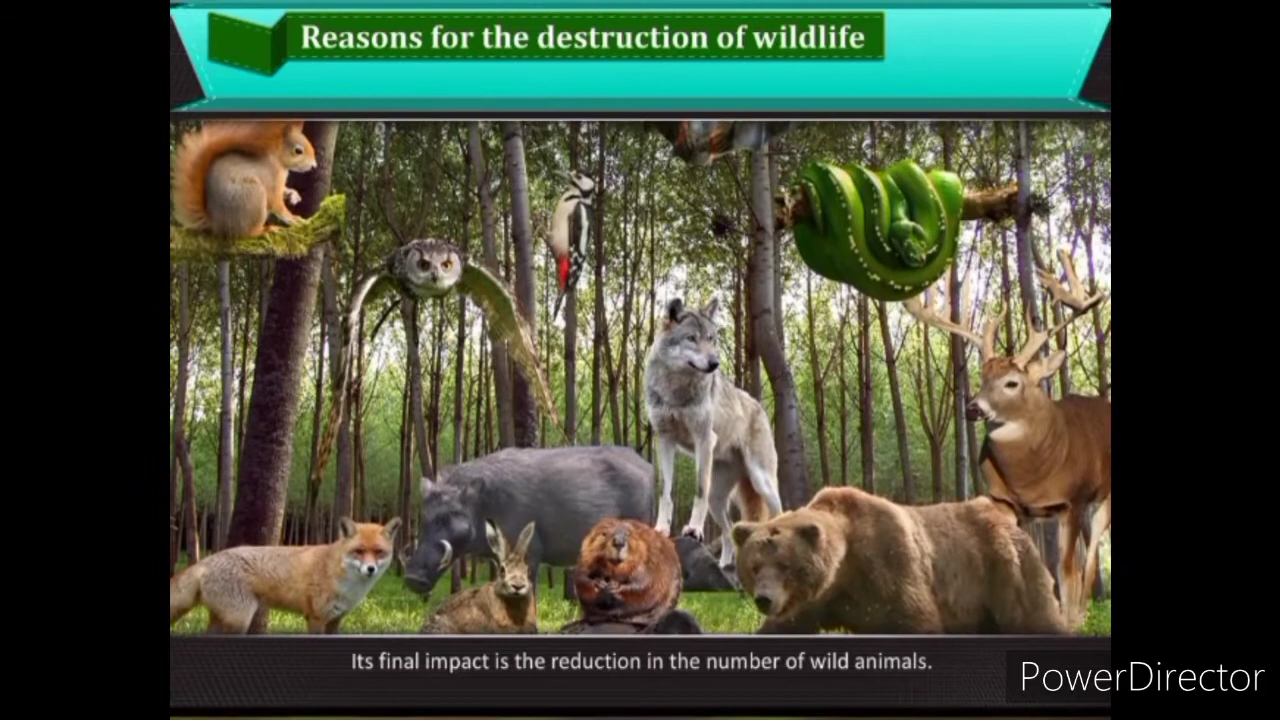 Reasons for the destruction of wildlife
Its final impact is the reduction in the number of wild animals.
PowerDirector